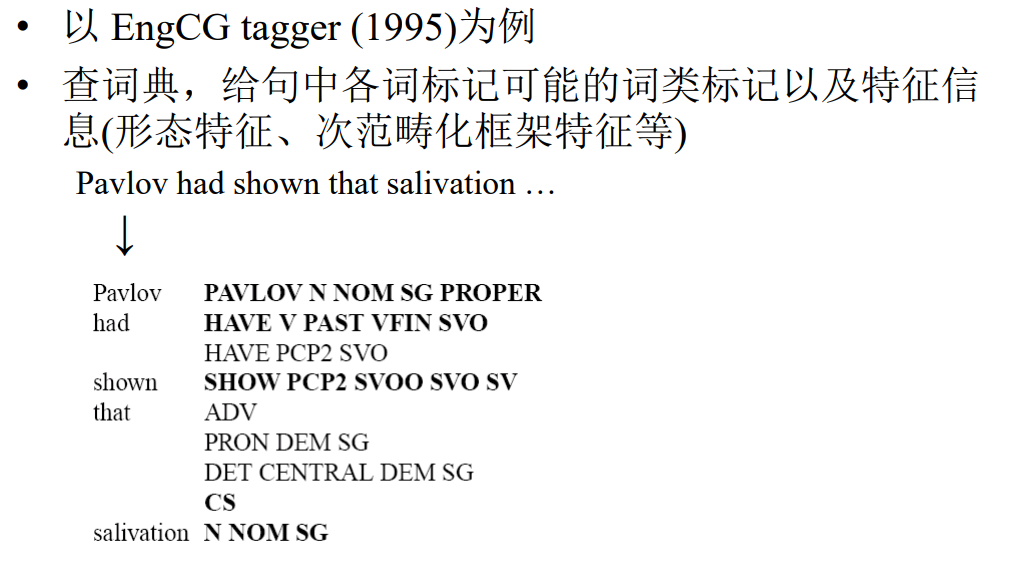 • 以 EngCG tagger (1995)为例
• 查词典，给句中各词标记可能的词类标记以及特征信
息(形态特征、次范畴化框架特征等)
Pavlov had shown that salivation …
↓
Pavlov PAVLOV N NOM SG PROPER
had HAVE V PAST VFIN SVO
HAVE PCP2 SVO
shown SHOW PCP2 SVOO SVO SV
that ADV
PRON DEM SG
DET CENTRAL DEM SG
CS
salivation N NOM SG